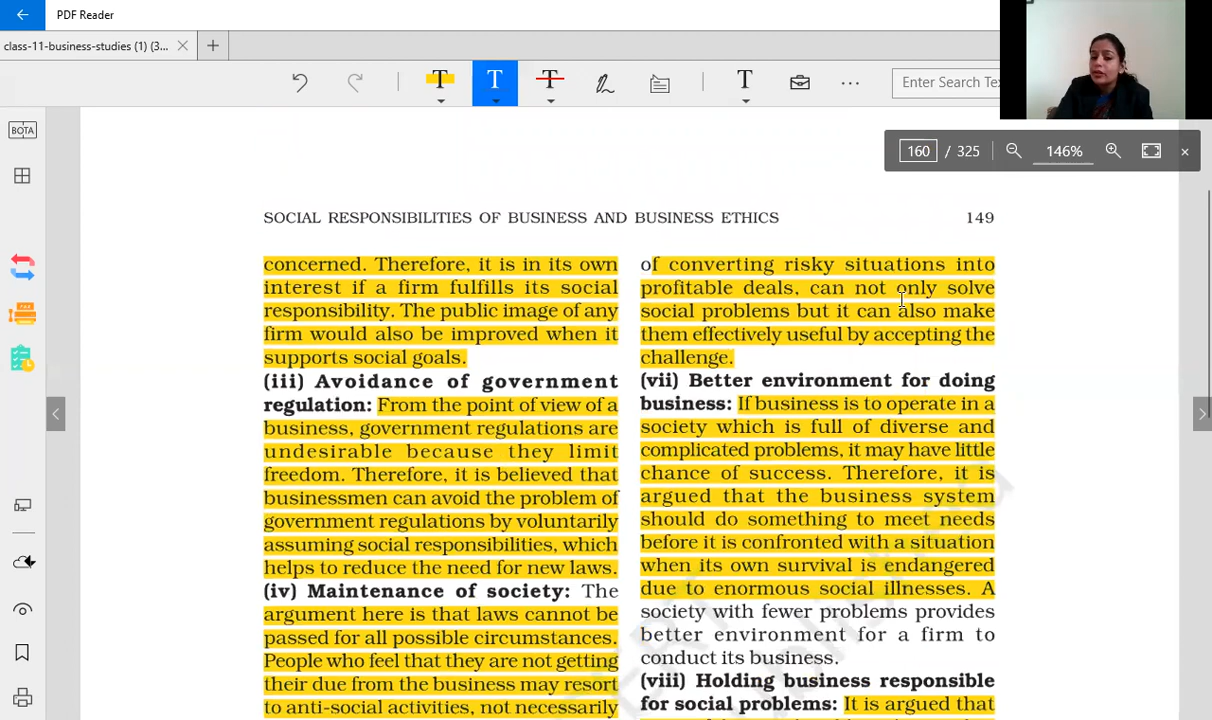 PDF Reader
class-11-business-studies (1) (3...
T T T T Enter Search Te
BOTA
160 / 325 146%
SOCIAL RESPONSIBILITIES OF BUSINESS AND BUSINESS ETHICS 149
concerned. Therefore, it is in its own
interest if a firm fulfills its social
responsibility. The public image of any
firm would also be improved when it
supports social goals.
(iii) Avoidance of government
regulation: From the point of view of a
business, government regulations are
undesirable because they limit
freedom. Therefore, it is believed that
businessmen can avoid the problem of
government regulations by voluntarily
assuming social responsibilities, which
helps to reduce the need for new laws.
(iv) Maintenance of society: The
argument here is that laws cannot be
passed for all possible circumstances.
People who feel that they are not getting
their due from the business may resort
to anti-social activities, not necessarily
of converting risky situations into
profitable deals, can not only solve
social problems but it can also make
them effectively useful by accepting the
challenge.
(vii) Better environment for doing
business: If business is to operate in a
society which is full of diverse and
complicated problems, it may have little
chance of success. Therefore, it is
argued that the business system
should do something to meet needs
before it is confronted with a situation
when its own survival is endangered
due to enormous social illnesses. A
society with fewer problems provides
better environment for a firm to
conduct its business.
(viii) Holding business responsible
for social problems: It is argued that